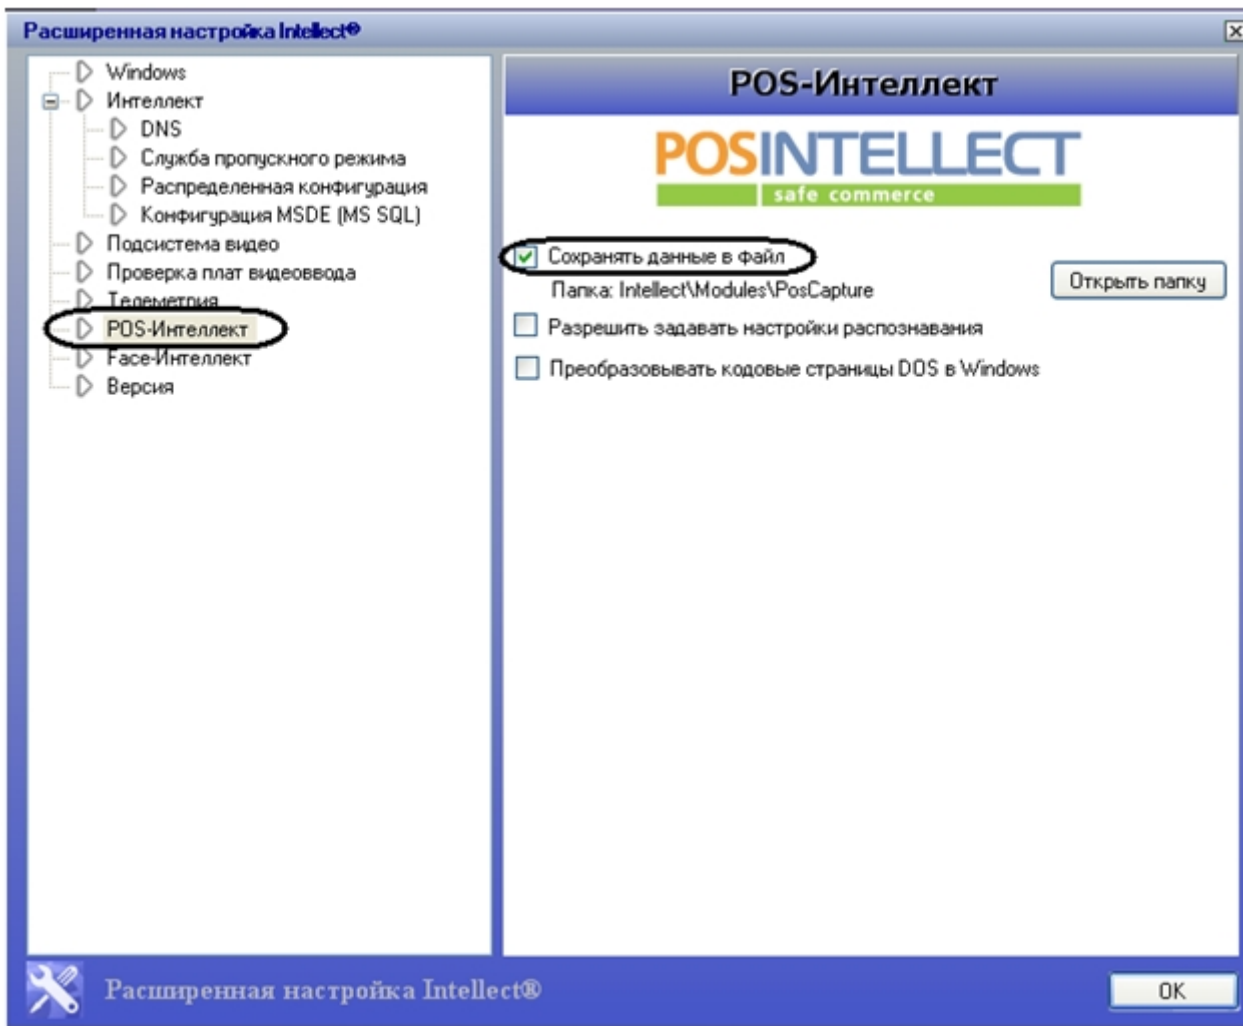 Расширенная настройка Intellect®
Windows
Интеллект
DNS
Служба пропускного режима
Распределенная конфигурация
Конфигурация MSDE (MS SQL)
Подсистема видео
Проверка плат видеоввода
Телеметрия
POS-Интеллект
Face-Интеллект
Версия
POS-Интеллект
POSINTELLECT
safe commerce
Сохранять данные в файл
Папка: Intellect\Modules\PosCapture
Открыть папку
Разрешить задавать настройки распознавания
Преобразовывать кодовые страницы DOS в Windows
Расширенная настройка Intellect®
OK